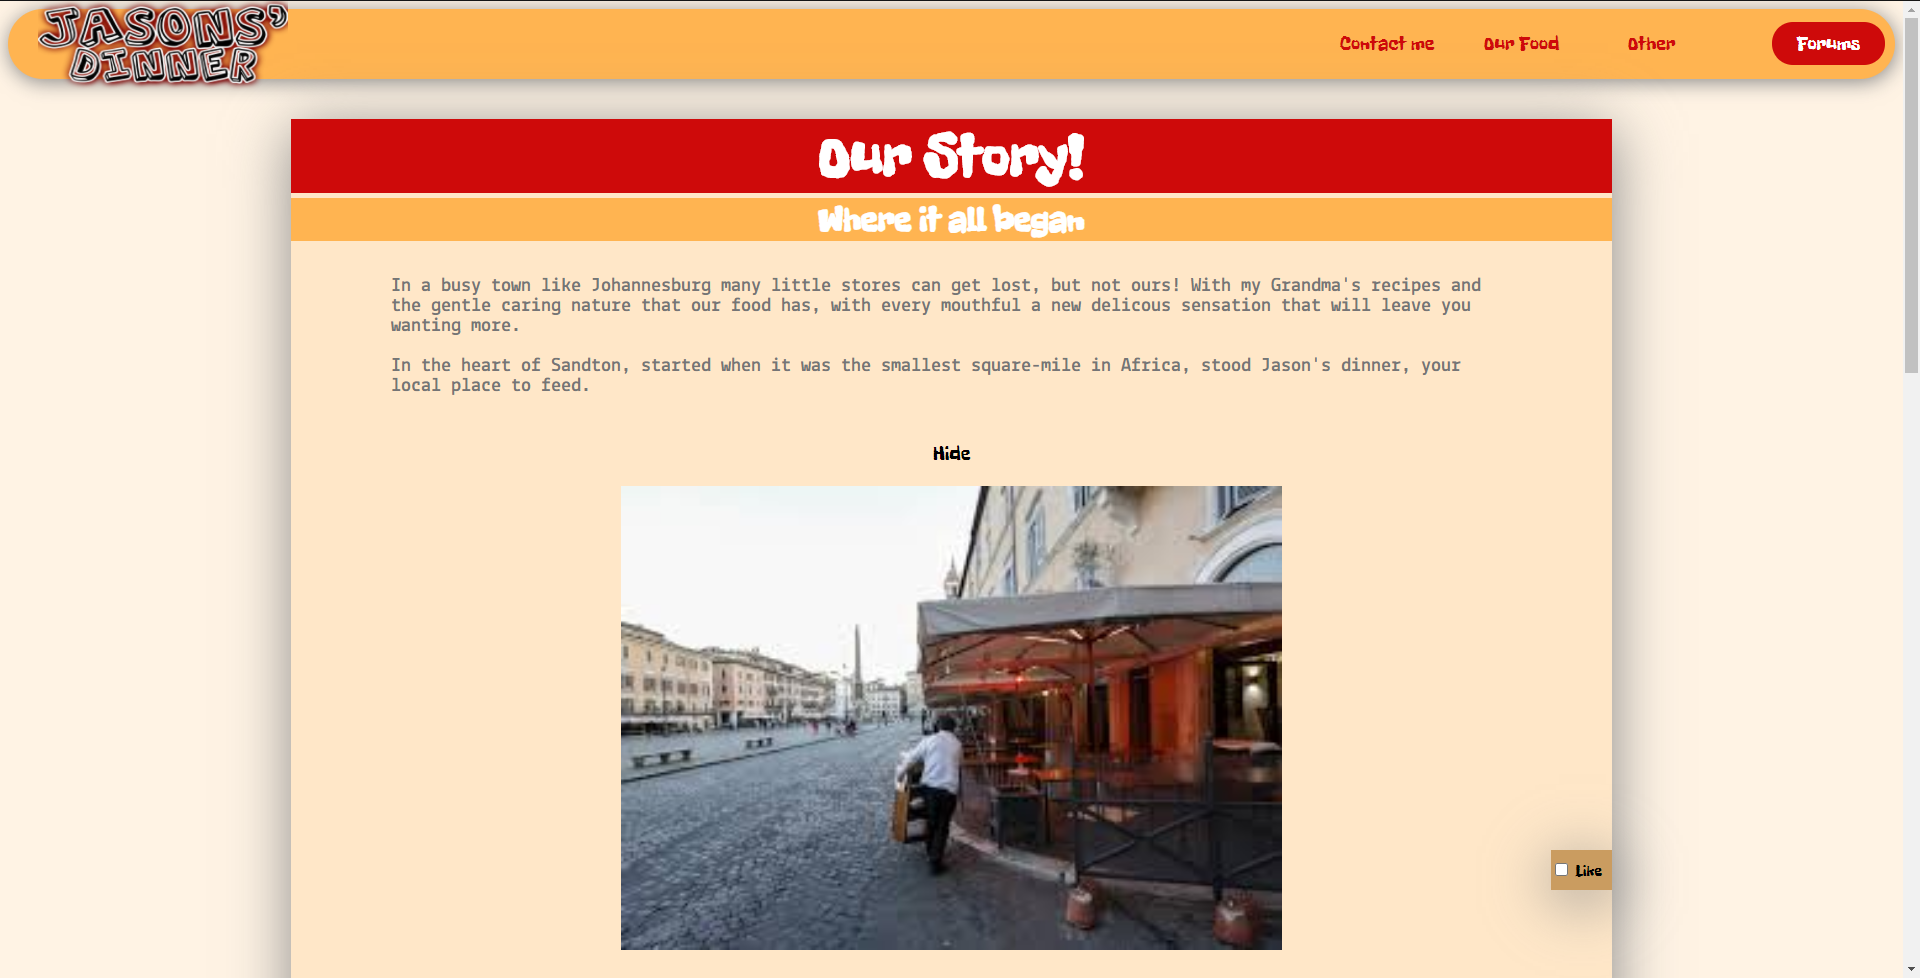 JASONS'
DINNER
Contact me
Our Food
Other
Forums
Our Story!
Where it all began
In a busy town like Johannesburg many little stores can get lost, but not ours! With my Grandma's recipes and
the gentle caring nature that our food has, with every mouthful a new delicous sensation that will leave you
wanting more.
In the heart of Sandton, started when it was the smallest square-mile in Africa, stood Jason's dinner, your
local place to feed.
Hide
Like